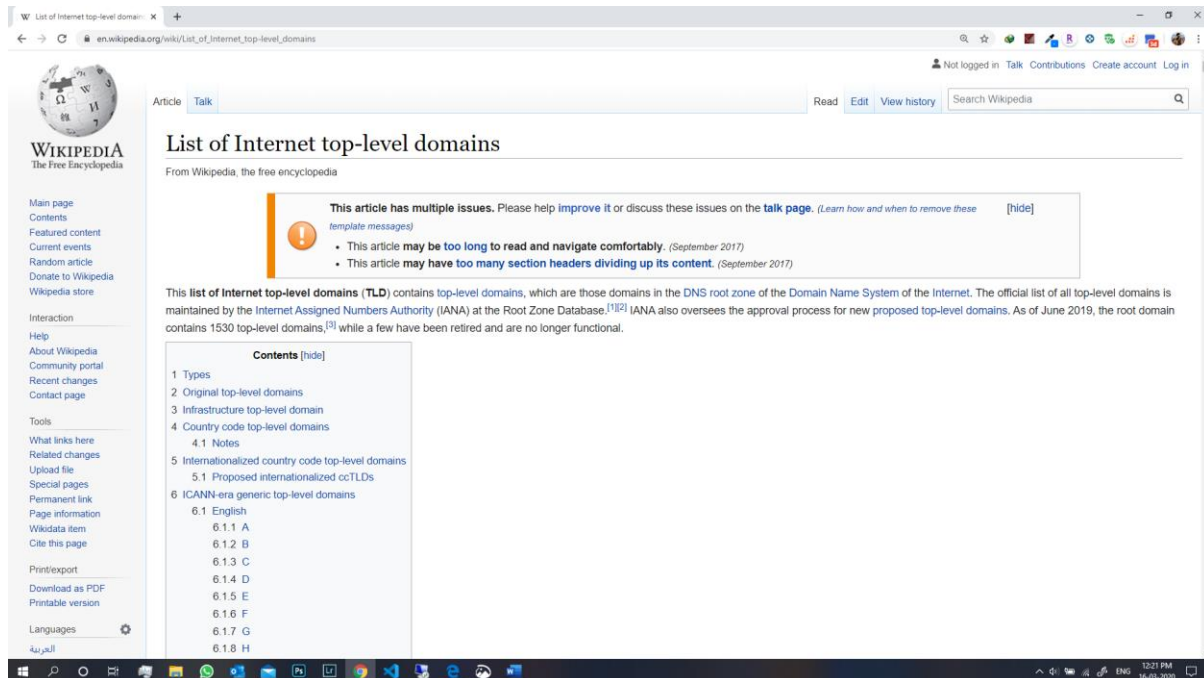 List of Internet top-level domain
en.wikipedia.org/wiki/List_of_Internet_top-level_domains
Not logged in Talk Contributions Create account Log in
Article Talk
Read Edit View history Search Wikipedia
WIKIPEDIA
The Free Encyclopedia
Main page
Contents
Featured content
Current events
Random article
Donate to Wikipedia
Wikipedia store
Interaction
Help
About Wikipedia
Community portal
Recent changes
Contact page
Tools
What links here
Related changes
Upload file
Special pages
Permanent link
Page information
Wikidata item
Cite this page
Print/export
Download as PDF
Printable version
Languages
العربية
List of Internet top-level domains
From Wikipedia, the free encyclopedia
This article has multiple issues. Please help improve it or discuss these issues on the talk page. (Learn how and when to remove these [hide]
template messages)
• This article may be too long to read and navigate comfortably. (September 2017)
• This article may have too many section headers dividing up its content. (September 2017)
This list of Internet top-level domains (TLD) contains top-level domains, which are those domains in the DNS root zone of the Domain Name System of the Internet. The official list of all top-level domains is
maintained by the Internet Assigned Numbers Authority (IANA) at the Root Zone Database.[1][2] IANA also oversees the approval process for new proposed top-level domains. As of June 2019, the root domain
contains 1530 top-level domains,[3] while a few have been retired and are no longer functional.
Contents [hide]
1 Types
2 Original top-level domains
3 Infrastructure top-level domain
4 Country code top-level domains
4.1 Notes
5 Internationalized country code top-level domains
5.1 Proposed internationalized ccTLDs
6 ICANN-era generic top-level domains
6.1 English
6.1.1 A
6.1.2 B
6.1.3 C
6.1.4 D
6.1.5 E
6.1.6 F
6.1.7 G
6.1.8 H
Ps Lr
ENG 12:21 PM
16-03-2020